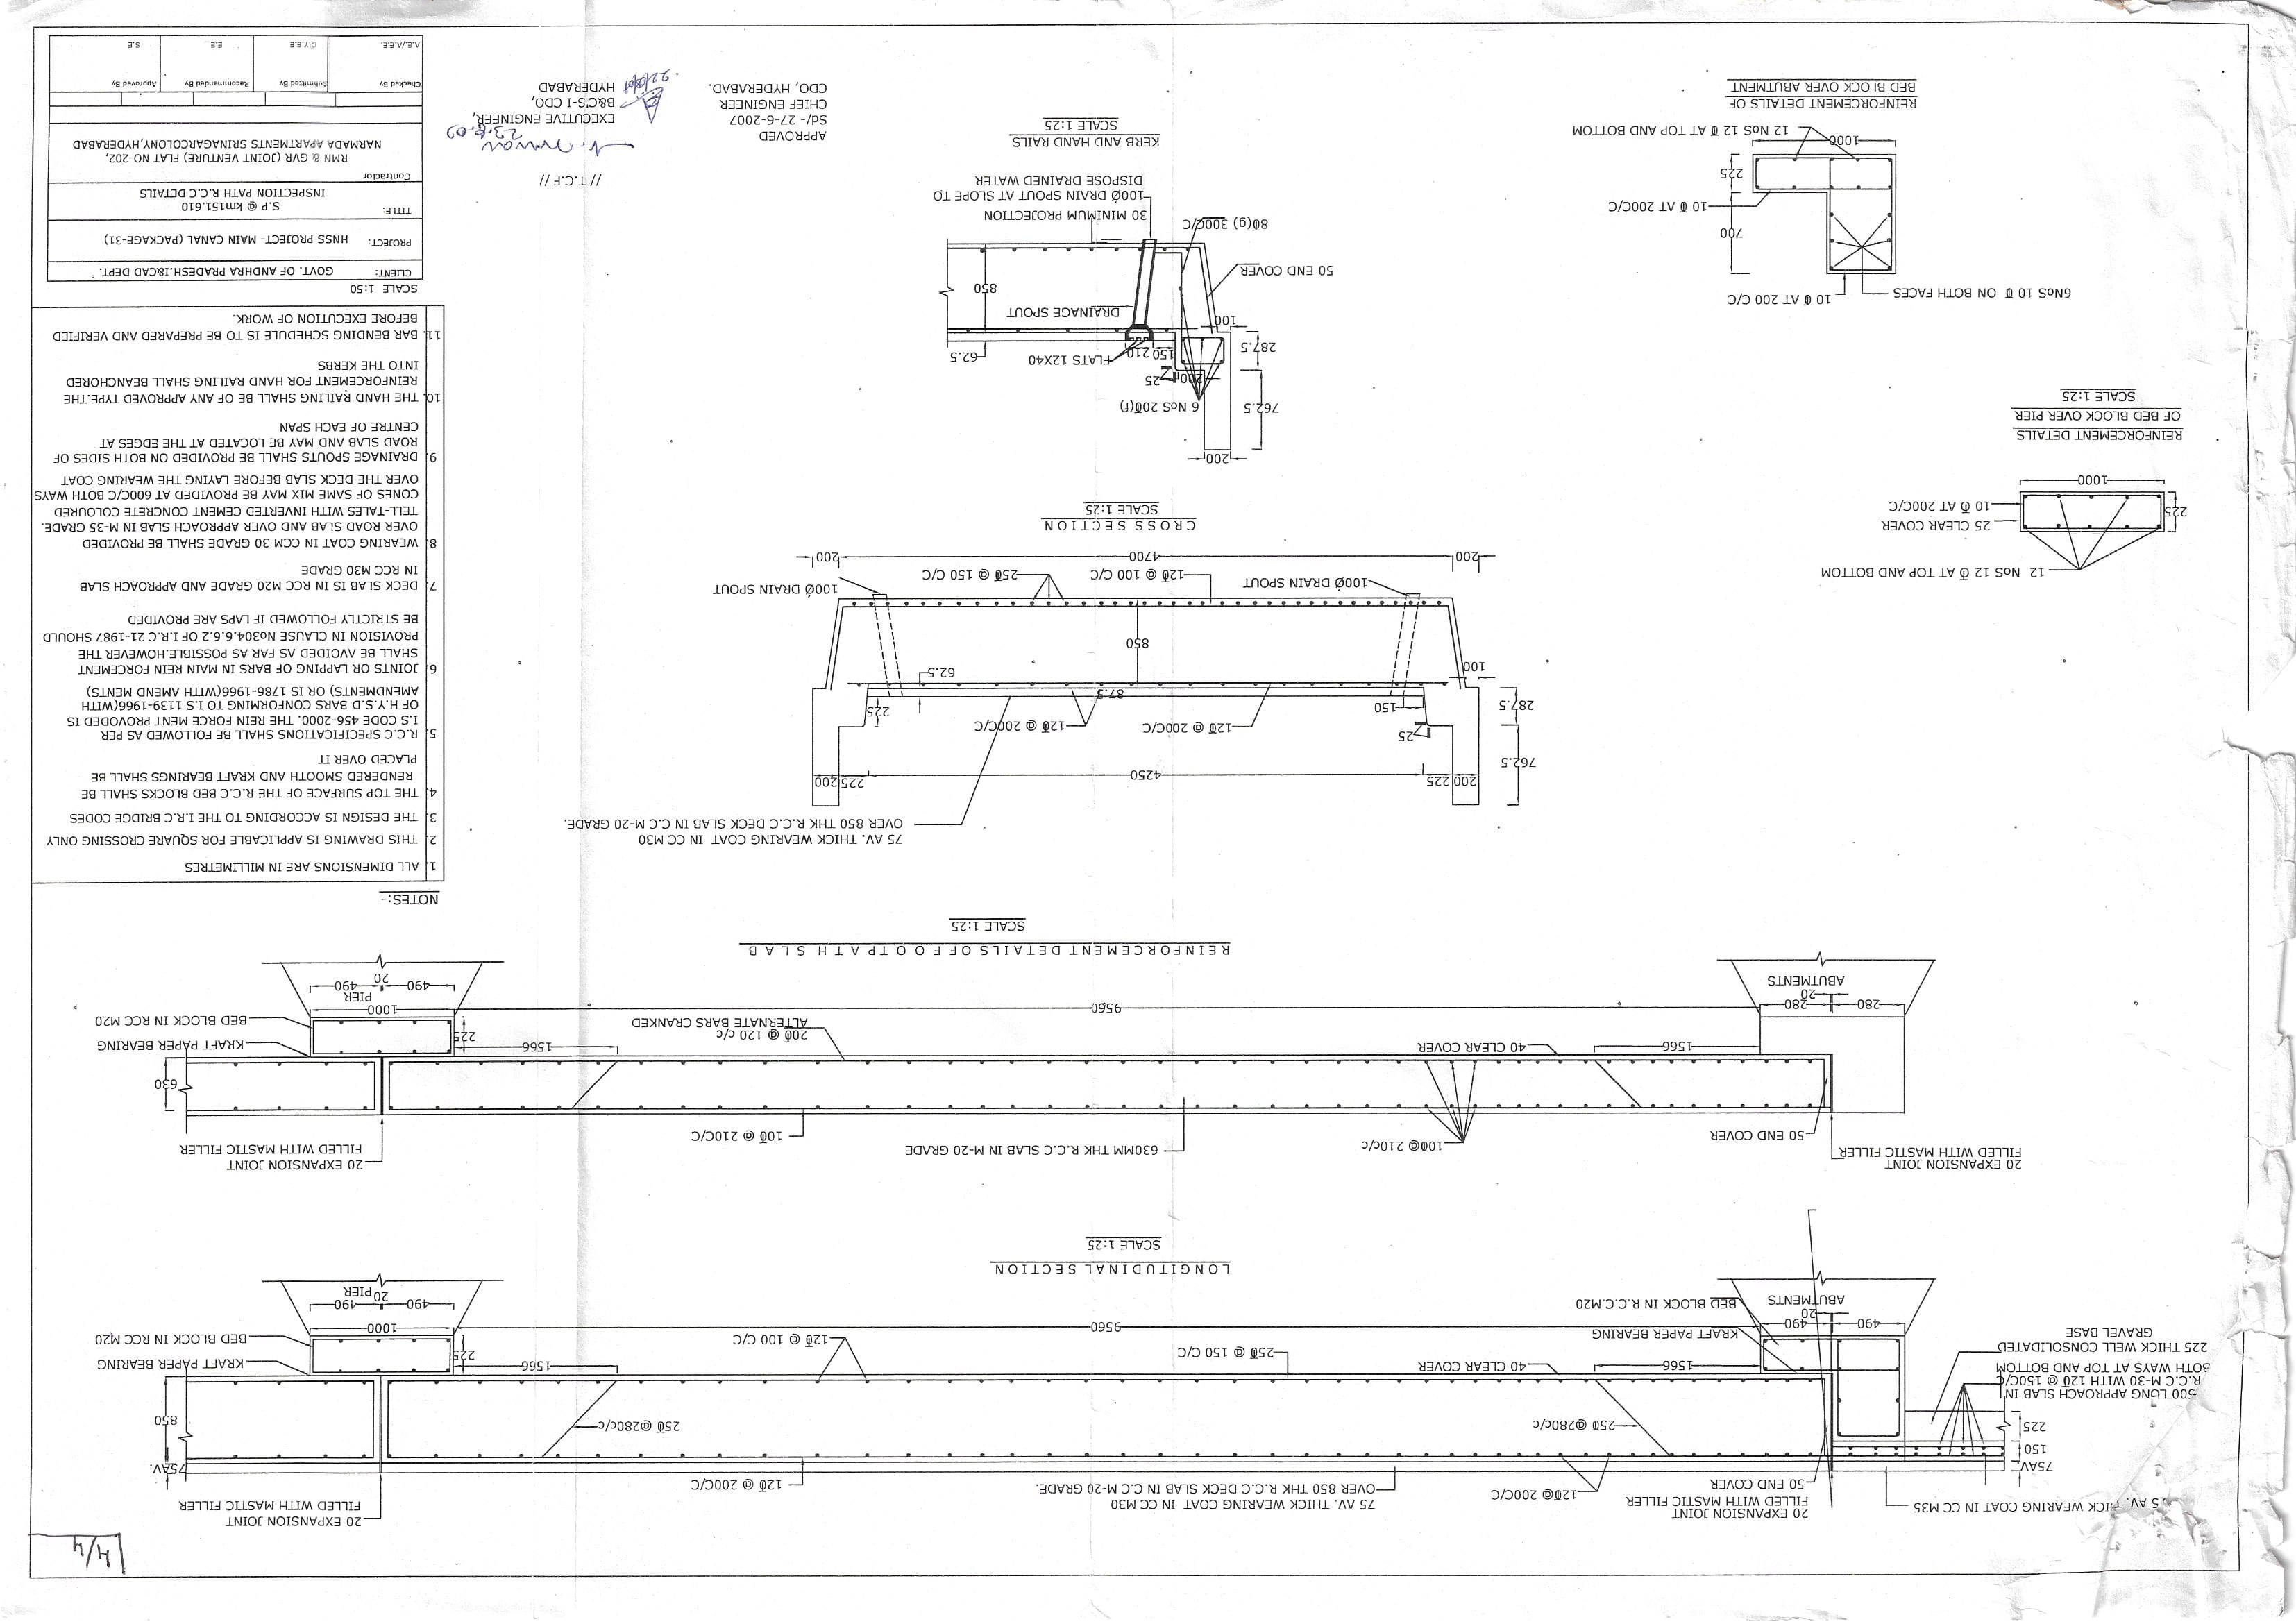 4/4
20 EXPANSION JOINT
FILLED WITH MASTIC FILLER
75AV.
850
KRAFT PAPER BEARING
BED BLOCK IN RCC M20
12Φ @ 200C/C
75 AV. THICK WEARING COAT IN CC M30
OVER 850 THK R.C.C DECK SLAB IN C.C M-20 GRADE.
12Φ@200C/C
20 EXPANSION JOINT
FILLED WITH MASTIC FILLER
50 END COVER
THICK WEARING COAT IN CC M35
75AV
150
225
25Φ @280c/c
25Φ @280c/c
LONG APPROACH SLAB IN
R.C.C M-30 WITH 12Φ @ 150C/C
BOTH WAYS AT TOP AND BOTTOM
225 THICK WELL CONSOLIDATED
GRAVEL BASE
1566
225
12Φ @ 100 C/C
25Φ @ 150 C/C
40 CLEAR COVER
1566
KRAFT PAPER BEARING
BED BLOCK IN R.C.C.M20
1000
490
490
20
PIER
9560
490
490
20
ABUTMENTS
LONGITUDINAL SECTION
SCALE 1:25
20 EXPANSION JOINT
FILLED WITH MASTIC FILLER
630
KRAFT PAPER BEARING
BED BLOCK IN RCC M20
10Φ @ 210C/C
630MM THK R.C.C SLAB IN M-20 GRADE
10Φ@ 210c/c
50 END COVER
20 EXPANSION JOINT
FILLED WITH MASTIC FILLER
1566
225
20Φ @ 120 c/c
ALTERNATE BARS CRANKED
40 CLEAR COVER
1566
1000
PIER
490
490
20
9560
280
280
20
ABUTMENTS
REINFORCEMENT DETAILS OF FOOTPATH SLAB
SCALE 1:25
75 AV. THICK WEARING COAT IN CC M30
OVER 850 THK R.C.C DECK SLAB IN C.C M-20 GRADE.
200
225
4250
225
200
762.5
287.5
25
150
100
225
12Φ @ 200C/C
12Φ @ 200C/C
87.5
62.5
850
100Ø DRAIN SPOUT
100Ø DRAIN SPOUT
25Φ @ 150 C/C
12Φ @ 100 C/C
200
4700
200
CROSS SECTION
SCALE 1:25
200
762.5
287.5
6 NoS 20Φ(f)
200
25
150
210
FLATS 12X40
62.5
100
DRAINAGE SPOUT
850
50 END COVER
8Φ(g) 300C/C
30 MINIMUM PROJECTION
100Ø DRAIN SPOUT AT SLOPE TO
DISPOSE DRAINED WATER
KERB AND HAND RAILS
SCALE 1:25
12 NoS 12 Φ AT TOP AND BOTTOM
25 CLEAR COVER
10 Φ AT 200C/C
225
1000
REINFORCEMENT DETAILS
OF BED BLOCK OVER PIER
SCALE 1:25
6NoS 10 Φ ON BOTH FACES
10 Φ AT 200 C/C
700
10 Φ AT 200C/C
225
1000
12 NoS 12 Φ AT TOP AND BOTTOM
REINFORCEMENT DETAILS OF
BED BLOCK OVER ABUTMENT
NOTES:-
1. ALL DIMENSIONS ARE IN MILLIMETRES
2. THIS DRAWING IS APPLICABLE FOR SQUARE CROSSING ONLY
3. THE DESIGN IS ACCORDING TO THE I.R.C BRIDGE CODES
4. THE TOP SURFACE OF THE R.C.C BED BLOCKS SHALL BE
RENDERED SMOOTH AND KRAFT BEARINGS SHALL BE
PLACED OVER IT
5. R.C.C SPECIFICATIONS SHALL BE FOLLOWED AS PER
I.S CODE 456-2000. THE REIN FORCE MENT PROVODED IS
OF H.Y.S.D BARS CONFORMING TO I.S 1139-1966(WITH
AMENDMENTS) OR IS 1786-1966(WITH AMEND MENTS)
6. JOINTS OR LAPPING OF BARS IN MAIN REIN FORCEMENT
SHALL BE AVOIDED AS FAR AS POSSIBLE.HOWEVER THE
PROVISION IN CLAUSE No304.6.6.2 OF I.R.C 21-1987 SHOULD
BE STRICTLY FOLLOWED IF LAPS ARE PROVIDED
7. DECK SLAB IS IN RCC M20 GRADE AND APPROACH SLAB
IN RCC M30 GRADE
8. WEARING COAT IN CCM 30 GRADE SHALL BE PROVIDED
OVER ROAD SLAB AND OVER APPROACH SLAB IN M-35 GRADE.
TELL-TALES WITH INVERTED CEMENT CONCRETE COLOURED
CONES OF SAME MIX MAY BE PROVIDED AT 600C/C BOTH WAYS
OVER THE DECK SLAB BEFORE LAYING THE WEARING COAT
9. DRAINAGE SPOUTS SHALL BE PROVIDED ON BOTH SIDES OF
ROAD SLAB AND MAY BE LOCATED AT THE EDGES AT
CENTRE OF EACH SPAN
10. THE HAND RAILING SHALL BE OF ANY APPROVED TYPE.THE
REINFORCEMENT FOR HAND RAILING SHALL BEANCHORED
INTO THE KERBS
11. BAR BENDING SCHEDULE IS TO BE PREPARED AND VERIFIED
BEFORE EXECUTION OF WORK.
SCALE 1:50
CLIENT: GOVT. OF ANDHRA PRADESH.I&CAD DEPT.
PROJECT: HNSS PROJECT- MAIN CANAL (PACKAGE-31)
TITLE: S.P @ km151.610
INSPECTION PATH R.C.C DETAILS
Contractor
RMN & GVR (JOINT VENTURE) FLAT NO-202,
NARMADA APARTMENTS SRINAGARCOLONY,HYDERABAD
Checked By Submitted By Recommended By Approved By
A.E/A.E.E. DY.E.E E.E S.E
// T.C.F //
23.8.07
EXECUTIVE ENGINEER,
B&CS-I CDO,
HYDERABAD
APPROVED
Sd/- 27-6-2007
CHIEF ENGINEER
CDO, HYDERABAD.